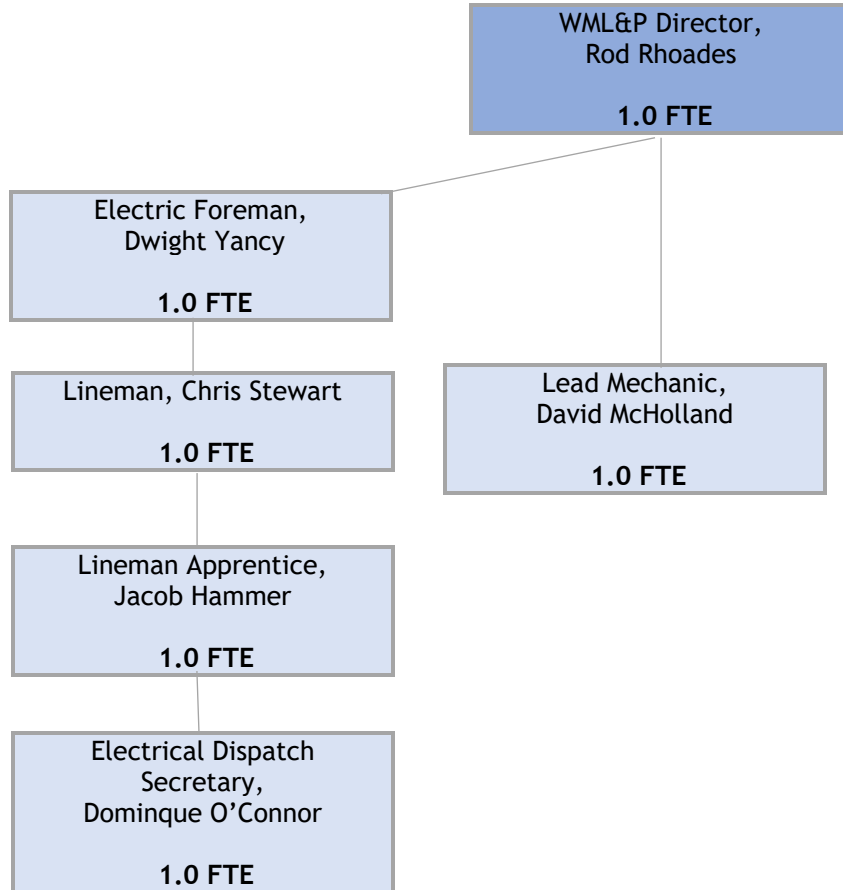 WML&P Director,
Rod Rhoades
1.0 FTE
Electric Foreman,
Dwight Yancy
1.0 FTE
Lineman, Chris Stewart
1.0 FTE
Lead Mechanic,
David McHolland
1.0 FTE
Lineman Apprentice,
Jacob Hammer
1.0 FTE
Electrical Dispatch
Secretary,
Dominque O’Connor
1.0 FTE